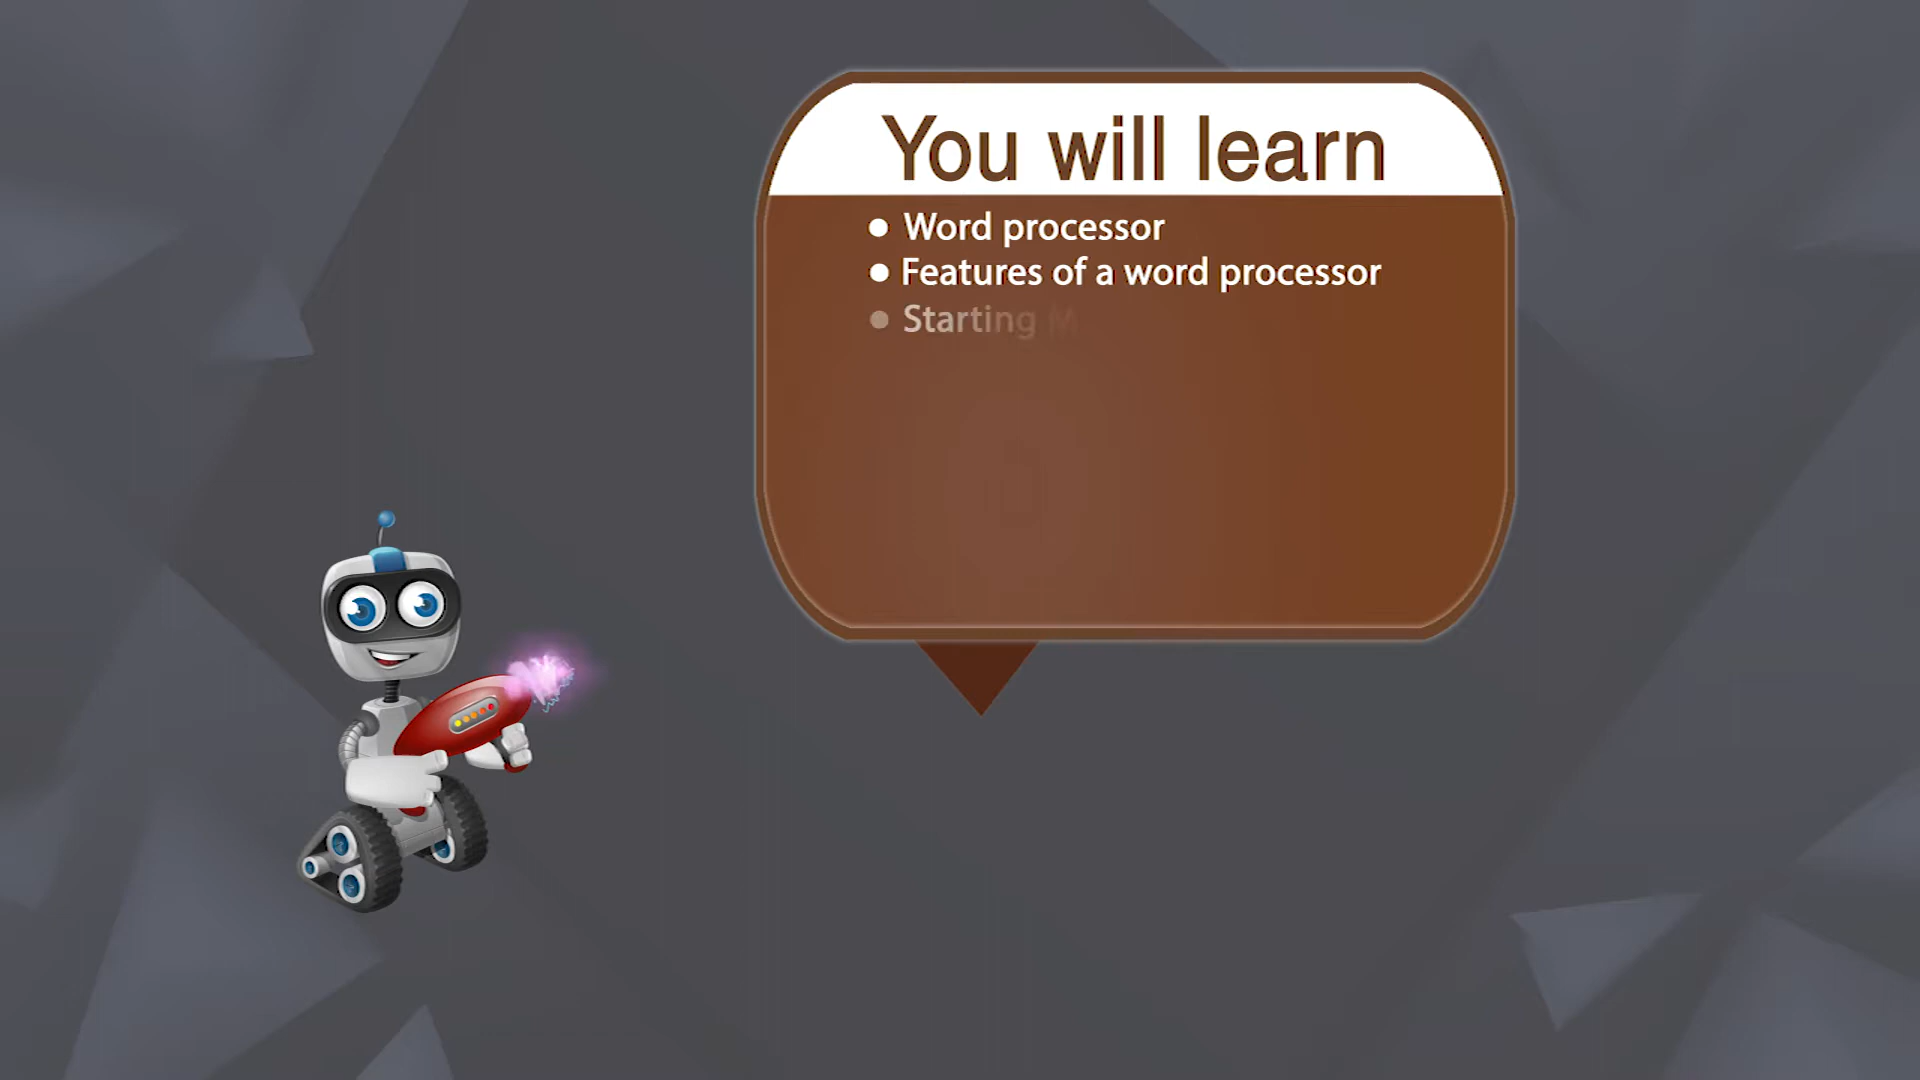 You will learn
• Word processor
• Features of a word processor
• Starting M